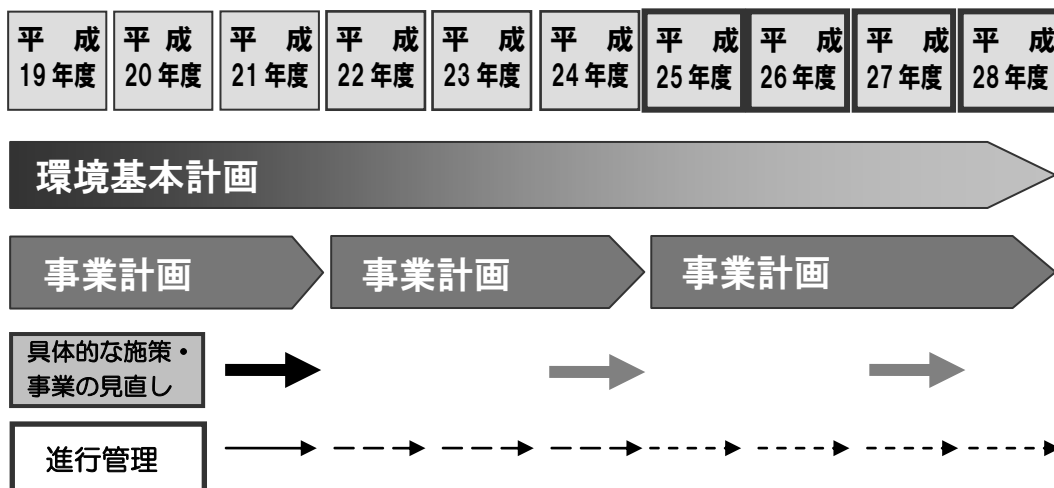 平成 平成 平成 平成 平成 平成 平成 平成 平成 平成
19年度 20年度 21年度 22年度 23年度 24年度 25年度 26年度 27年度 28年度
環境基本計画
事業計画 事業計画 事業計画
具体的な施策・
事業の見直し
進行管理